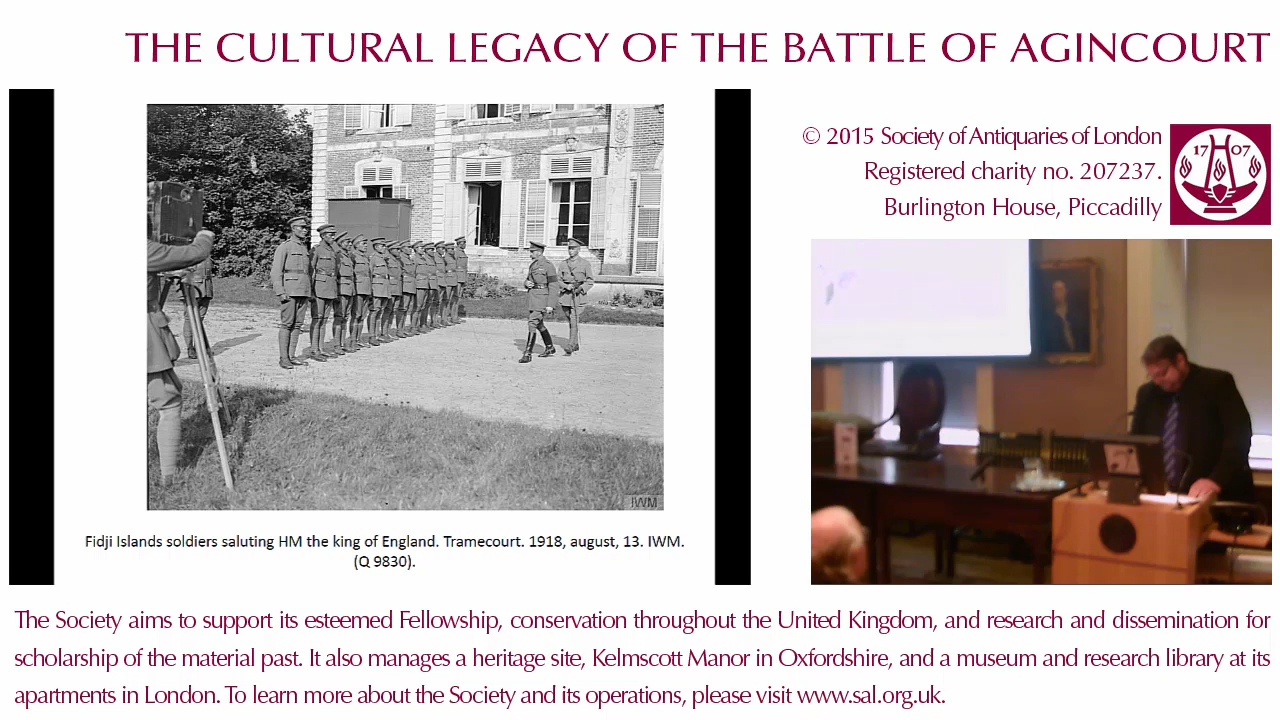 THE CULTURAL LEGACY OF THE BATTLE OF AGINCOURT
© 2015 Society of Antiquaries of London
Registered charity no. 207237.
Burlington House, Piccadilly
17 07
IWM
Fidji Islands soldiers saluting HM the king of England. Tramecourt. 1918, august, 13. IWM.
(Q 9830).
The Society aims to support its esteemed Fellowship, conservation throughout the United Kingdom, and research and dissemination for
scholarship of the material past. It also manages a heritage site, Kelmscott Manor in Oxfordshire, and a museum and research library at its
apartments in London. To learn more about the Society and its operations, please visit www.sal.org.uk.